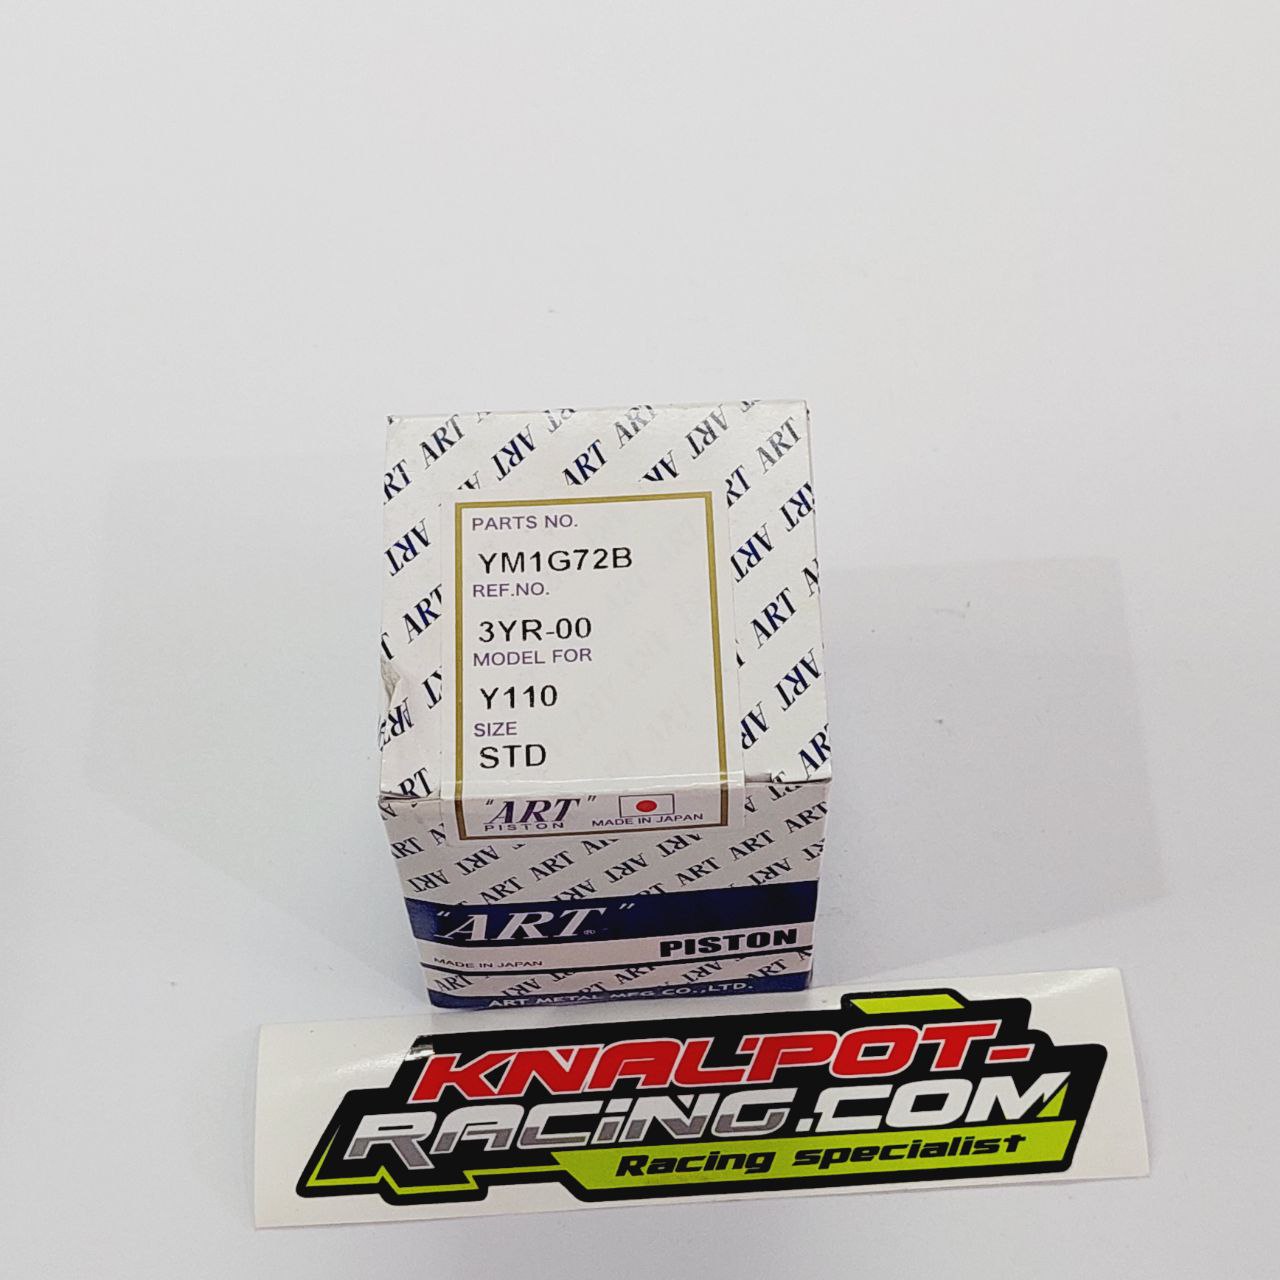 PARTS NO.
YM1G72B
REF.NO.
3YR-00
MODEL FOR
Y110
SIZE
STD
"ART"
PISTON
MADE IN JAPAN
"ART"®
PISTON
MADE IN JAPAN
ART METAL MFG CO.,LTD.
KNALPOT-
RACING.COM
Racing specialist